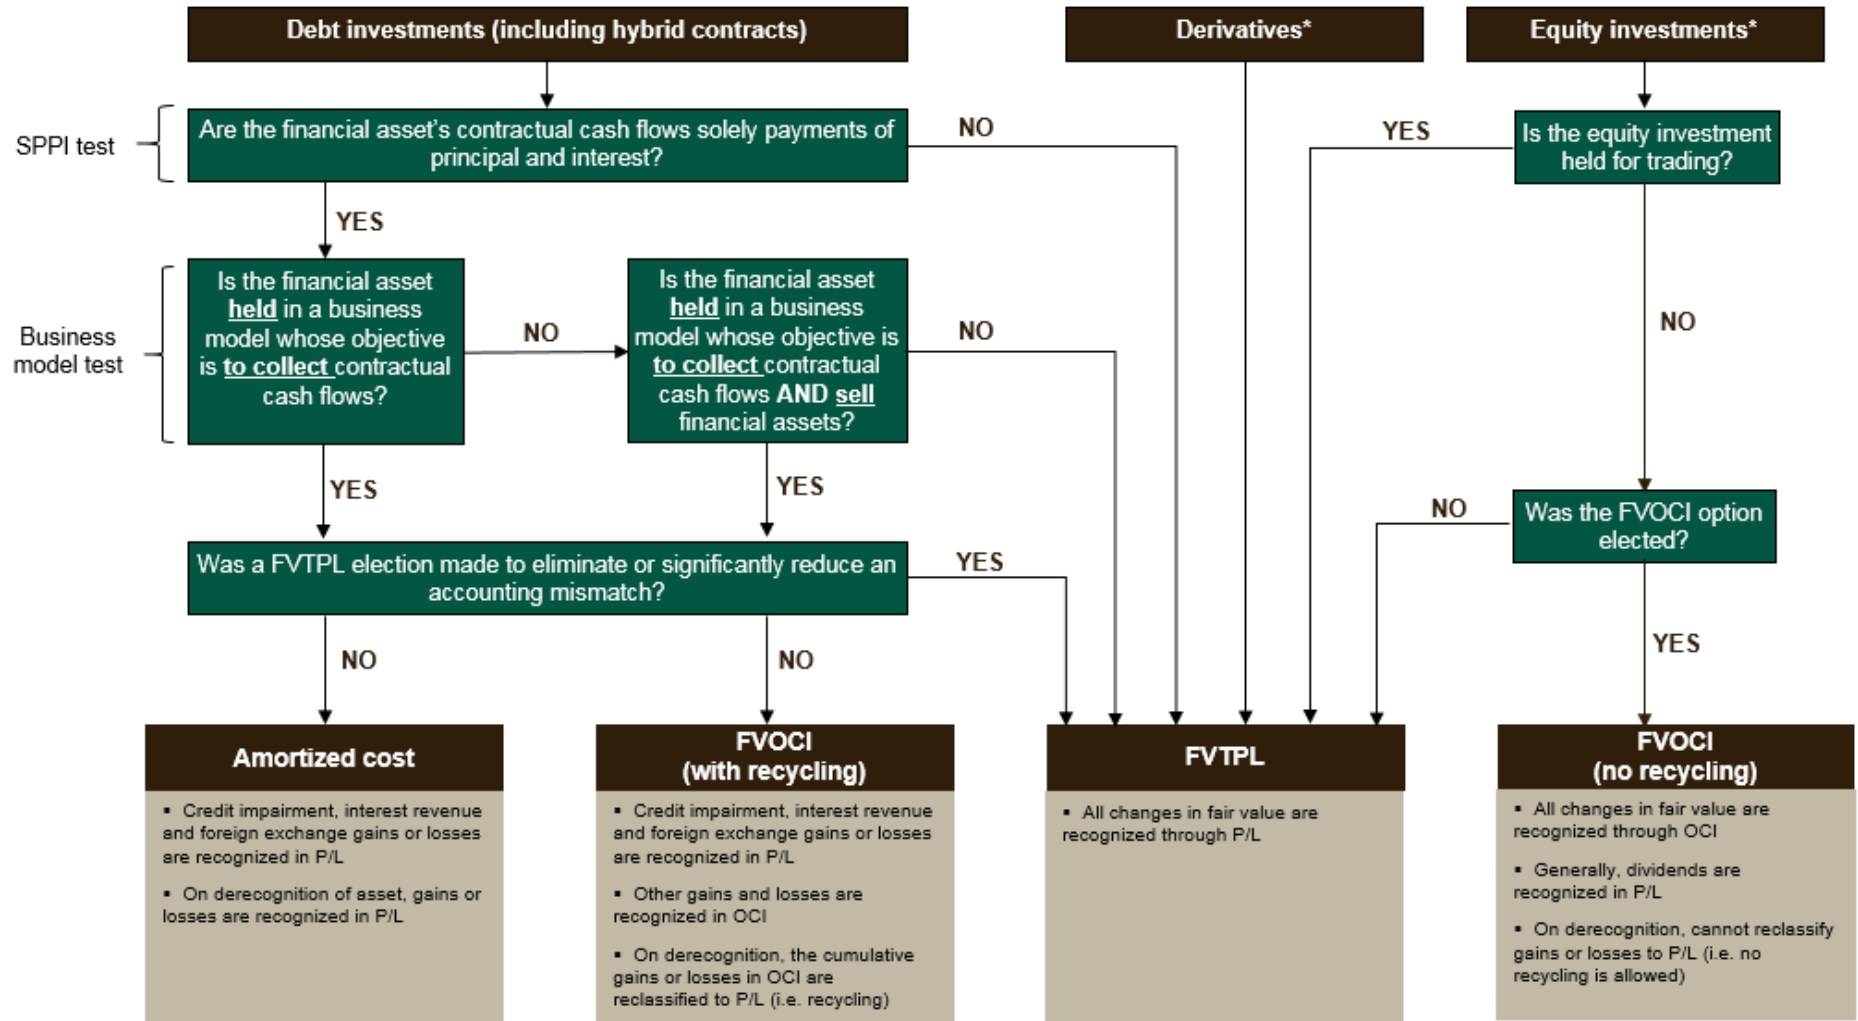 Debt investments (including hybrid contracts)
Derivatives*
Equity investments*
SPPI test
Are the financial asset's contractual cash flows solely payments of
principal and interest?
NO
YES
Is the equity investment
held for trading?
YES
NO
Business
model test
Is the financial asset
held in a business
model whose objective
is to collect contractual
cash flows?
NO
Is the financial asset
held in a business
model whose objective is
to collect contractual
cash flows AND sell
financial assets?
NO
YES
YES
NO
Was the FVOCI option
elected?
Was a FVTPL election made to eliminate or significantly reduce an
accounting mismatch?
YES
NO
NO
YES
Amortized cost
▪ Credit impairment, interest revenue
and foreign exchange gains or losses
are recognized in P/L
▪ On derecognition of asset, gains or
losses are recognized in P/L
FVOCI
(with recycling)
▪ Credit impairment, interest revenue
and foreign exchange gains or losses
are recognized in P/L
▪ Other gains and losses are
recognized in OCI
▪ On derecognition, the cumulative
gains or losses in OCI are
reclassified to P/L (i.e. recycling)
FVTPL
▪ All changes in fair value are
recognized through P/L
FVOCI
(no recycling)
▪ All changes in fair value are
recognized through OCI
▪ Generally, dividends are
recognized in P/L
▪ On derecognition, cannot reclassify
gains or losses to P/L (i.e. no
recycling is allowed)